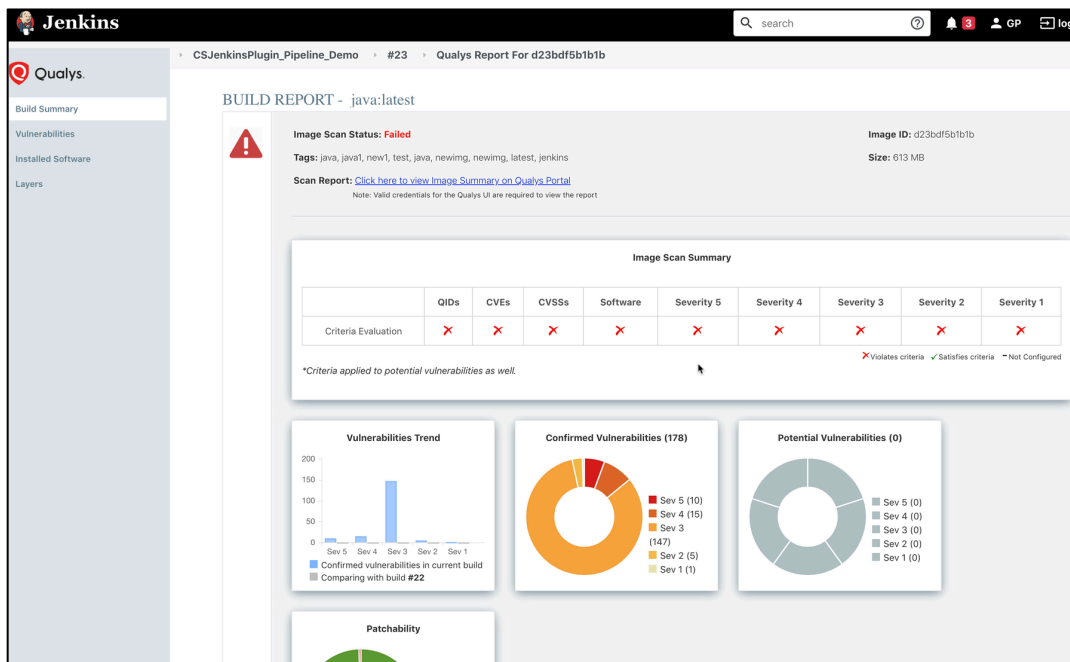 Jenkins
search
3
GP
log
CSJenkinsPlugin_Pipeline_Demo
#23
Qualys Report For d23bdf5b1b1b
Qualys.
Build Summary
Vulnerabilities
Installed Software
Layers
BUILD REPORT - java:latest
Image Scan Status: Failed
Image ID: d23bdf5b1b1b
Tags: java, java1, new1, test, java, newimg, newimg, latest, jenkins
Size: 613 MB
Scan Report: Click here to view Image Summary on Qualys Portal
Note: Valid credentials for the Qualys UI are required to view the report
Image Scan Summary
QIDs CVEs CVSSs Software Severity 5 Severity 4 Severity 3 Severity 2 Severity 1
Criteria Evaluation ✗ ✗ ✗ ✗ ✗ ✗ ✗ ✗ ✗
✗Violates criteria ✓Satisfies criteria -Not Configured
*Criteria applied to potential vulnerabilities as well.
Vulnerabilities Trend
200
150
100
50
0
Sev 5 Sev 4 Sev 3 Sev 2 Sev 1
Confirmed vulnerabilities in current build
Comparing with build #22
Confirmed Vulnerabilities (178)
Sev 5 (10)
Sev 4 (15)
Sev 3
(147)
Sev 2 (5)
Sev 1 (1)
Potential Vulnerabilities (0)
Sev 5 (0)
Sev 4 (0)
Sev 3 (0)
Sev 2 (0)
Sev 1 (0)
Patchability